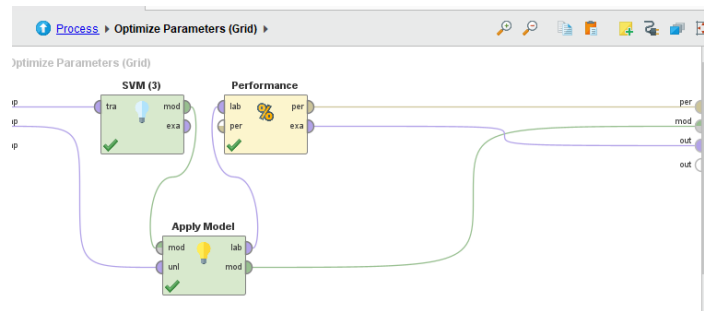 Process ▸ Optimize Parameters (Grid) ▸
Optimize Parameters (Grid)
SVM (3)
Performance
tra
mod
exa
lab
per
per
exa
per
mod
out
out
Apply Model
mod
unl
lab
mod